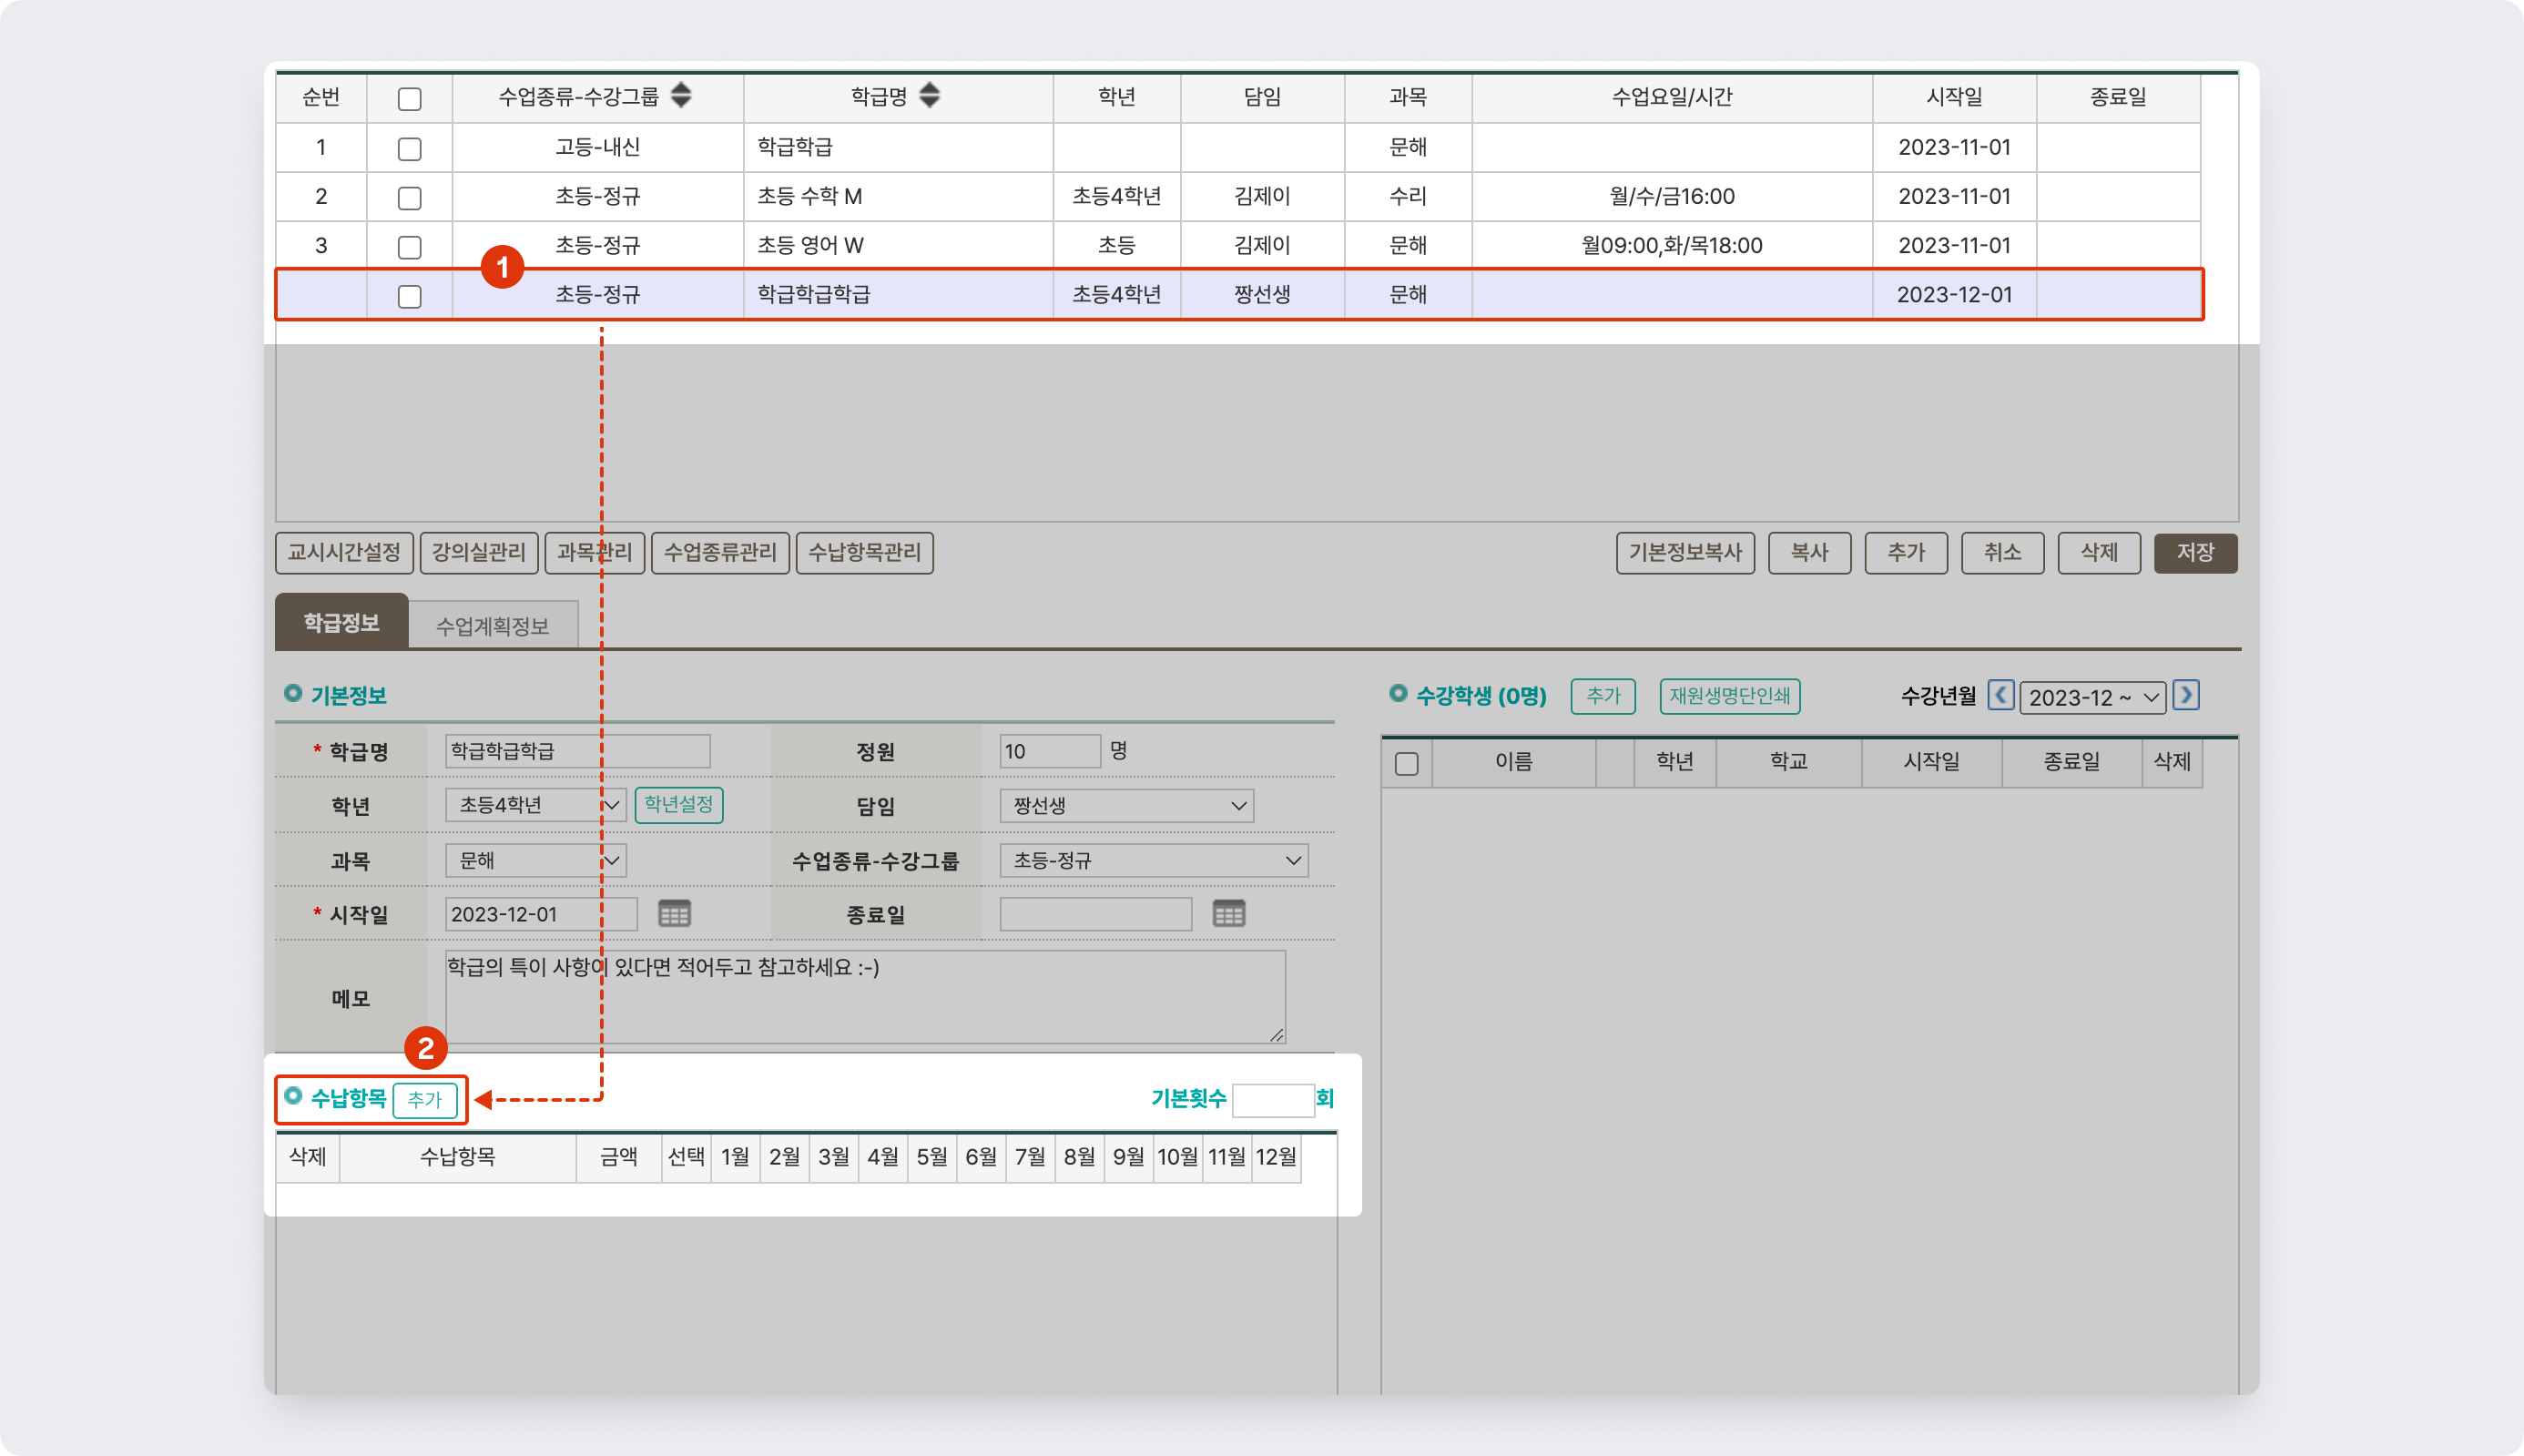 순번 수업종류-수강그룹 학급명 학년 담임 과목 수업요일/시간 시작일 종료일
1 고등-내신 학급학급 문해 2023-11-01
2 초등-정규 초등 수학 M 초등4학년 김제이 수리 월/수/금16:00 2023-11-01
3 초등-정규 초등 영어 W 초등 김제이 문해 월09:00,화/목18:00 2023-11-01
1
초등-정규 학급학급학급 초등4학년 짱선생 문해 2023-12-01
교시시간설정 강의실관리 과목관리 수업종류관리 수납항목관리 기본정보복사 복사 추가 취소 삭제 저장
학급정보 수업계획정보
기본정보
* 학급명 학급학급학급 정원 10 명
학년 초등4학년 학년설정 담임 짱선생
과목 문해 수업종류-수강그룹 초등-정규
* 시작일 2023-12-01 종료일
메모 학급의 특이 사항이 있다면 적어두고 참고하세요 :-)
2
수납항목 추가 기본횟수 회
삭제 수납항목 금액 선택 1월 2월 3월 4월 5월 6월 7월 8월 9월 10월 11월 12월
수강학생 (0명) 추가 재원생명단인쇄 수강년월 2023-12 ~
이름 학년 학교 시작일 종료일 삭제